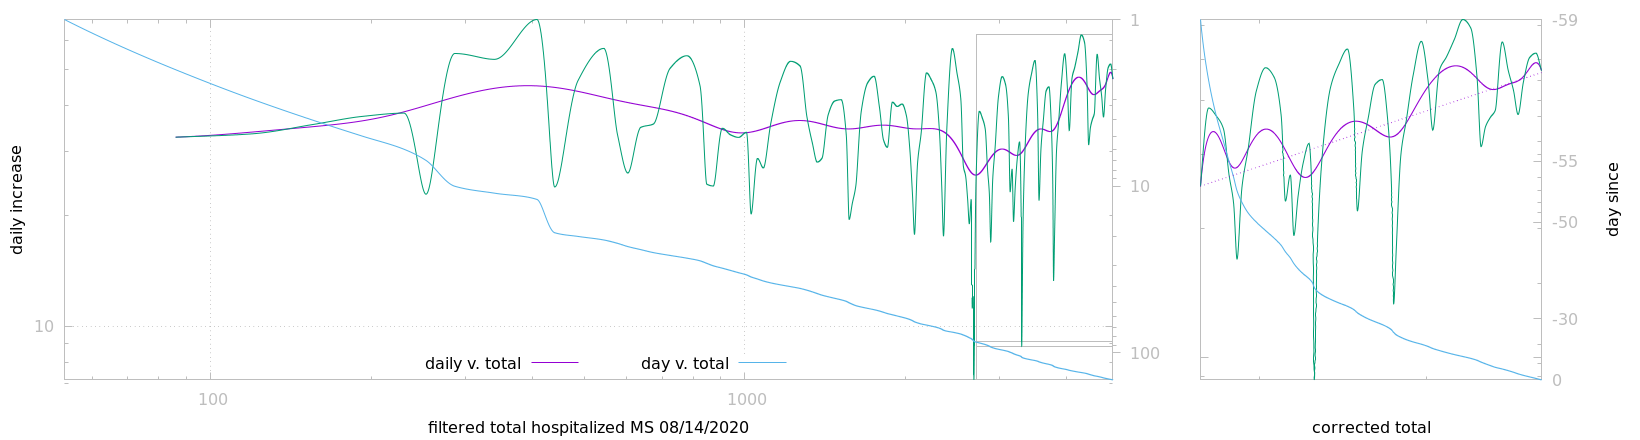 1
-59
daily increase
10
10
100
-55
-50
-30
0
day since
daily v. total
day v. total
100
1000
filtered total hospitalized MS 08/14/2020
corrected total